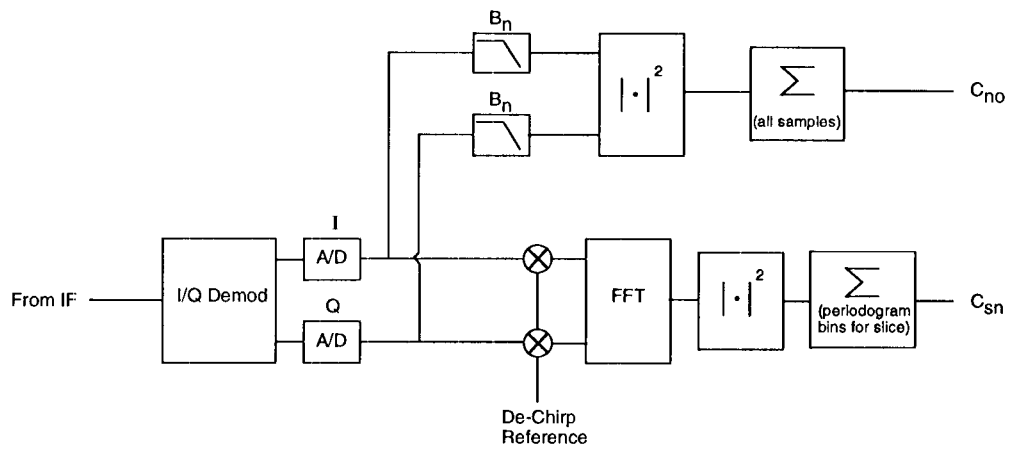 Bn
| • | 2
∑
(all samples)
Cno
Bn
I
A/D
From IF
I/Q Demod
Q
A/D
FFT
| • | 2
∑
(periodogram
bins for slice)
Csn
De-Chirp
Reference